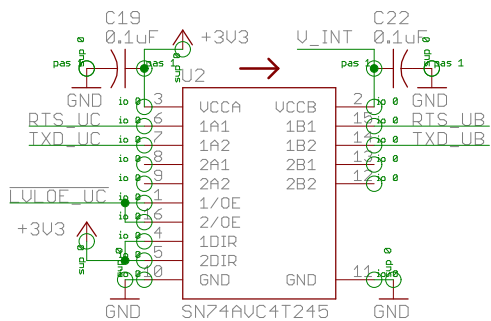 C19
0.1uF
sup 0
+3V3
V_INT
C22
0.1uF
sup 0
pas 1
pas 1
sup 0
pas 1
pas 1
GND
U2
GND
io 0
3
VCCA
VCCB
2
io 0
RTS_UC
io 0
6
1A1
1B1
15
io 0
RTS_UB
TXD_UC
io 0
7
1A2
1B2
14
io 0
TXD_UB
io 0
8
2A1
2B1
13
io 0
io 0
9
2A2
2B2
12
io 0
LVLOE_UC
io 0
1
1/OE
io 0
16
2/OE
+3V3
io 0
4
1DIR
io 0
5
2DIR
sup 0
sup 0
io 0
10
GND
GND
11
io 0
sup 0
GND
SN74AVC4T245
GND